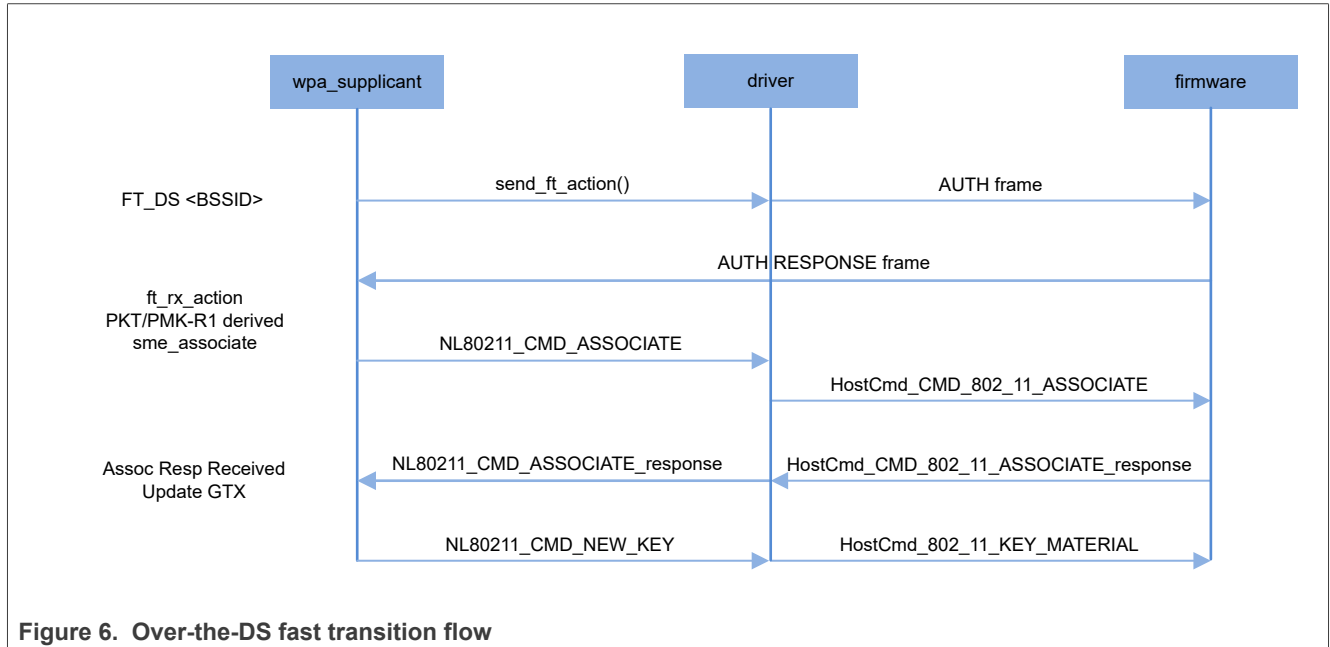 wpa_supplicant
driver
firmware
FT_DS <BSSID>
send_ft_action()
AUTH frame
AUTH RESPONSE frame
ft_rx_action
PKT/PMK-R1 derived
sme_associate
NL80211_CMD_ASSOCIATE
HostCmd_CMD_802_11_ASSOCIATE
Assoc Resp Received
Update GTX
NL80211_CMD_ASSOCIATE_response
HostCmd_CMD_802_11_ASSOCIATE_response
NL80211_CMD_NEW_KEY
HostCmd_802_11_KEY_MATERIAL
Figure 6. Over-the-DS fast transition flow